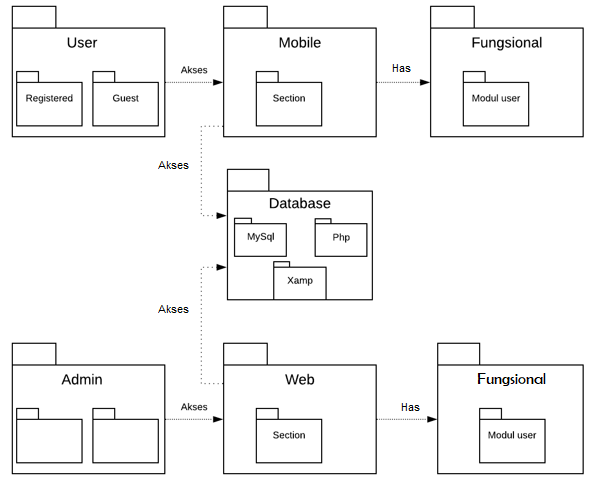 User
Mobile
Fungsional
Registered
Guest
Akses
Section
Has
Modul user
Akses
Database
MySql
Php
Xamp
Akses
Admin
Web
Fungsional
Akses
Section
Has
Modul user